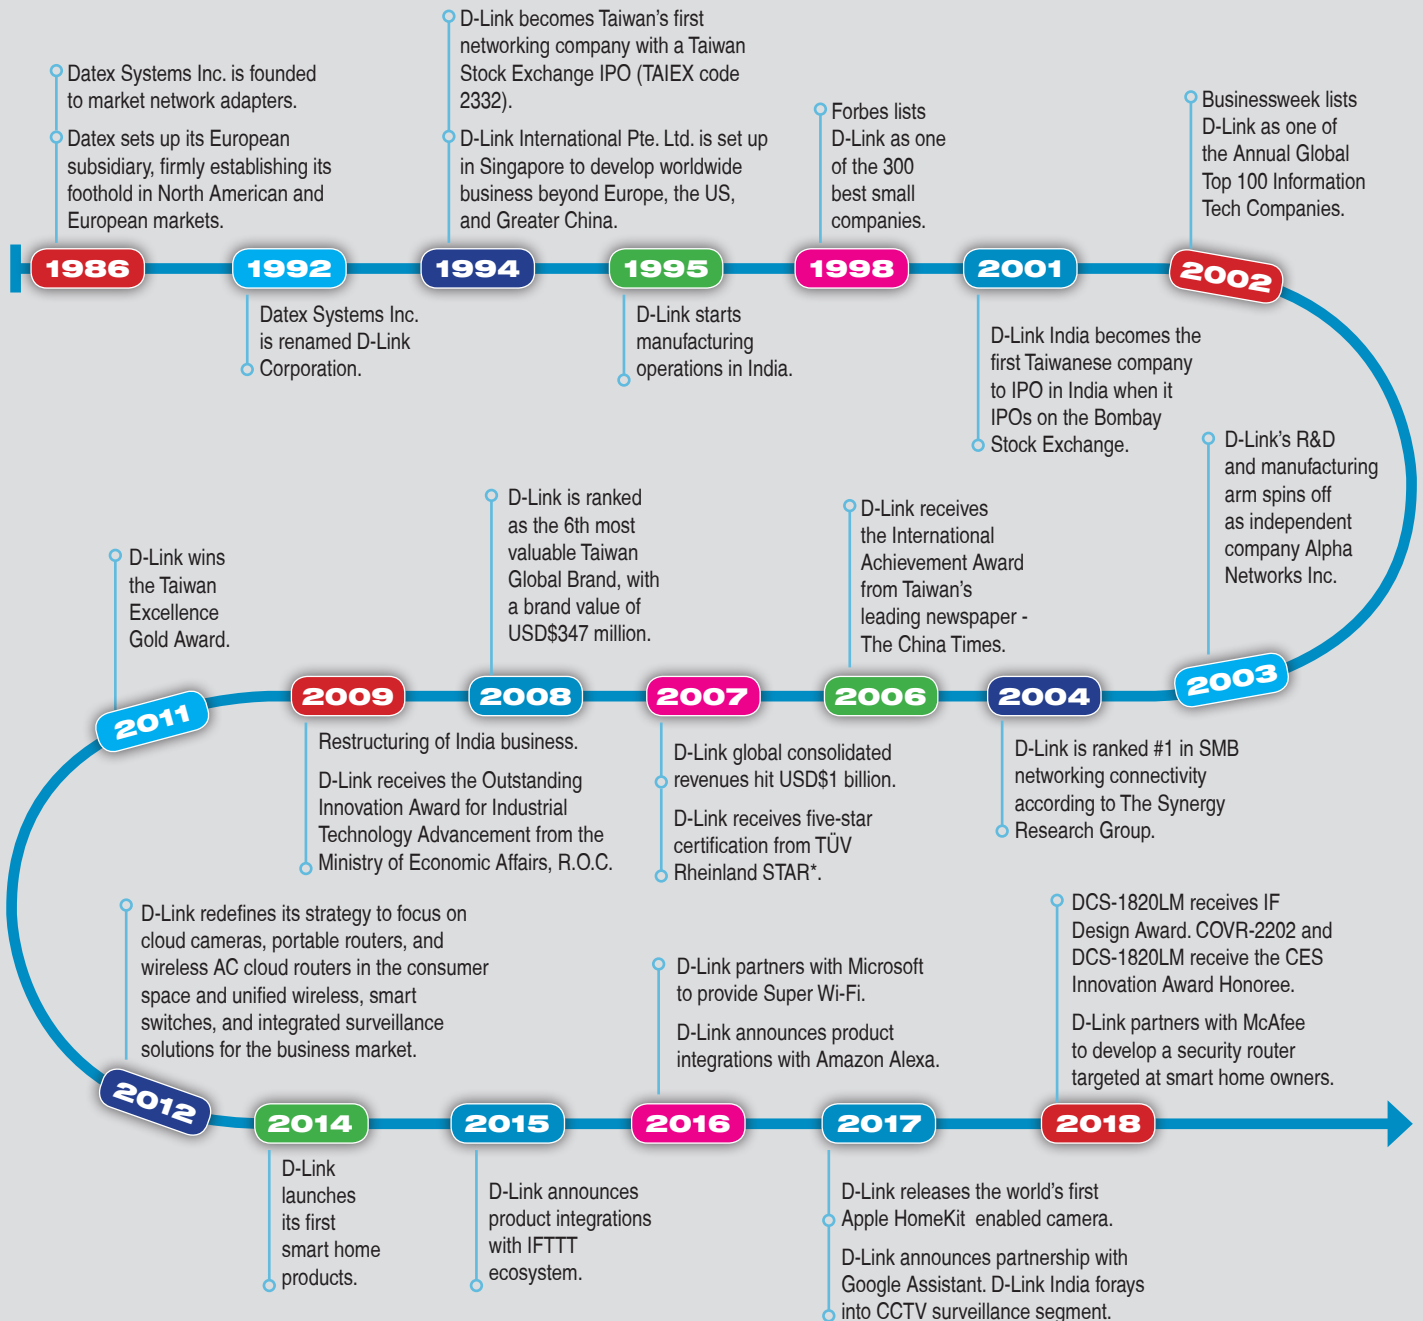 Datex Systems Inc. is founded
to market network adapters.
Datex sets up its European
subsidiary, firmly establishing its
foothold in North American and
European markets.
1986
1992
Datex Systems Inc.
is renamed D-Link
Corporation.
D-Link becomes Taiwan’s first
networking company with a Taiwan
Stock Exchange IPO (TAIEX code
2332).
D-Link International Pte. Ltd. is set up
in Singapore to develop worldwide
business beyond Europe, the US,
and Greater China.
1994
1995
D-Link starts
manufacturing
operations in India.
Forbes lists
D-Link as one
of the 300
best small
companies.
1998
2001
D-Link India becomes the
first Taiwanese company
to IPO in India when it
IPOs on the Bombay
Stock Exchange.
Businessweek lists
D-Link as one of
the Annual Global
Top 100 Information
Tech Companies.
2002
D-Link’s R&D
and manufacturing
arm spins off
as independent
company Alpha
Networks Inc.
2003
2004
D-Link is ranked #1 in SMB
networking connectivity
according to The Synergy
Research Group.
D-Link receives
the International
Achievement Award
from Taiwan’s
leading newspaper -
The China Times.
2006
2007
D-Link global consolidated
revenues hit USD$1 billion.
D-Link receives five-star
certification from TÜV
Rheinland STAR*.
D-Link is ranked
as the 6th most
valuable Taiwan
Global Brand, with
a brand value of
USD$347 million.
2008
2009
Restructuring of India business.
D-Link receives the Outstanding
Innovation Award for Industrial
Technology Advancement from the
Ministry of Economic Affairs, R.O.C.
D-Link wins
the Taiwan
Excellence
Gold Award.
2011
D-Link redefines its strategy to focus on
cloud cameras, portable routers, and
wireless AC cloud routers in the consumer
space and unified wireless, smart
switches, and integrated surveillance
solutions for the business market.
2012
2014
D-Link
launches
its first
smart home
products.
2015
D-Link announces
product integrations
with IFTTT
ecosystem.
D-Link partners with Microsoft
to provide Super Wi-Fi.
D-Link announces product
integrations with Amazon Alexa.
2016
2017
D-Link releases the world’s first
Apple HomeKit enabled camera.
D-Link announces partnership with
Google Assistant. D-Link India forays
into CCTV surveillance segment.
DCS-1820LM receives IF
Design Award. COVR-2202 and
DCS-1820LM receive the CES
Innovation Award Honoree.
D-Link partners with McAfee
to develop a security router
targeted at smart home owners.
2018